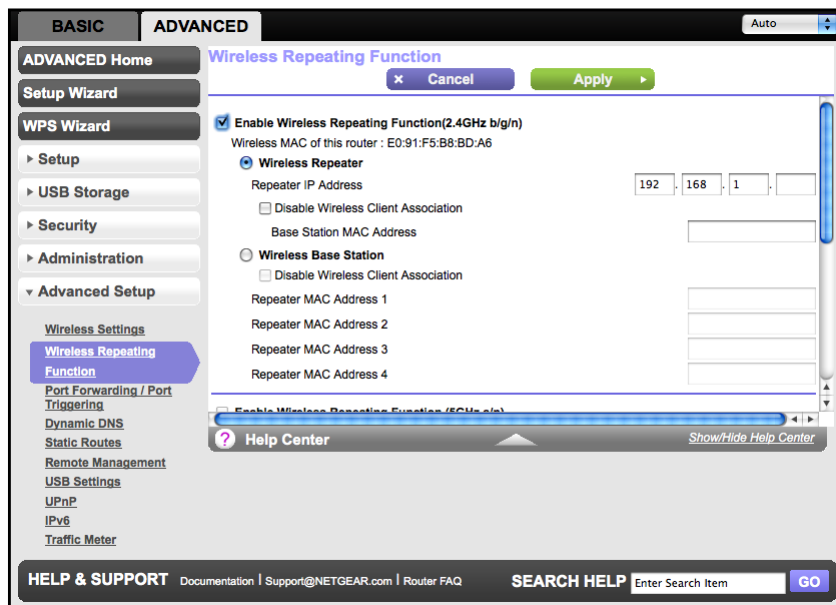 BASIC
ADVANCED
Auto
ADVANCED Home
Setup Wizard
WPS Wizard
Setup
USB Storage
Security
Administration
Advanced Setup
Wireless Settings
Wireless Repeating
Function
Port Forwarding / Port
Triggering
Dynamic DNS
Static Routes
Remote Management
USB Settings
UPnP
IPv6
Traffic Meter
Wireless Repeating Function
x Cancel
Apply
Enable Wireless Repeating Function(2.4GHz b/g/n)
Wireless MAC of this router : E0:91:F5:B8:BD:A6
Wireless Repeater
Repeater IP Address 192 . 168 . 1 .
Disable Wireless Client Association
Base Station MAC Address
Wireless Base Station
Disable Wireless Client Association
Repeater MAC Address 1
Repeater MAC Address 2
Repeater MAC Address 3
Repeater MAC Address 4
Enable Wireless Repeating Function (5GHz a/n)
? Help Center
Show/Hide Help Center
HELP & SUPPORT Documentation | Support@NETGEAR.com | Router FAQ
SEARCH HELP Enter Search Item GO